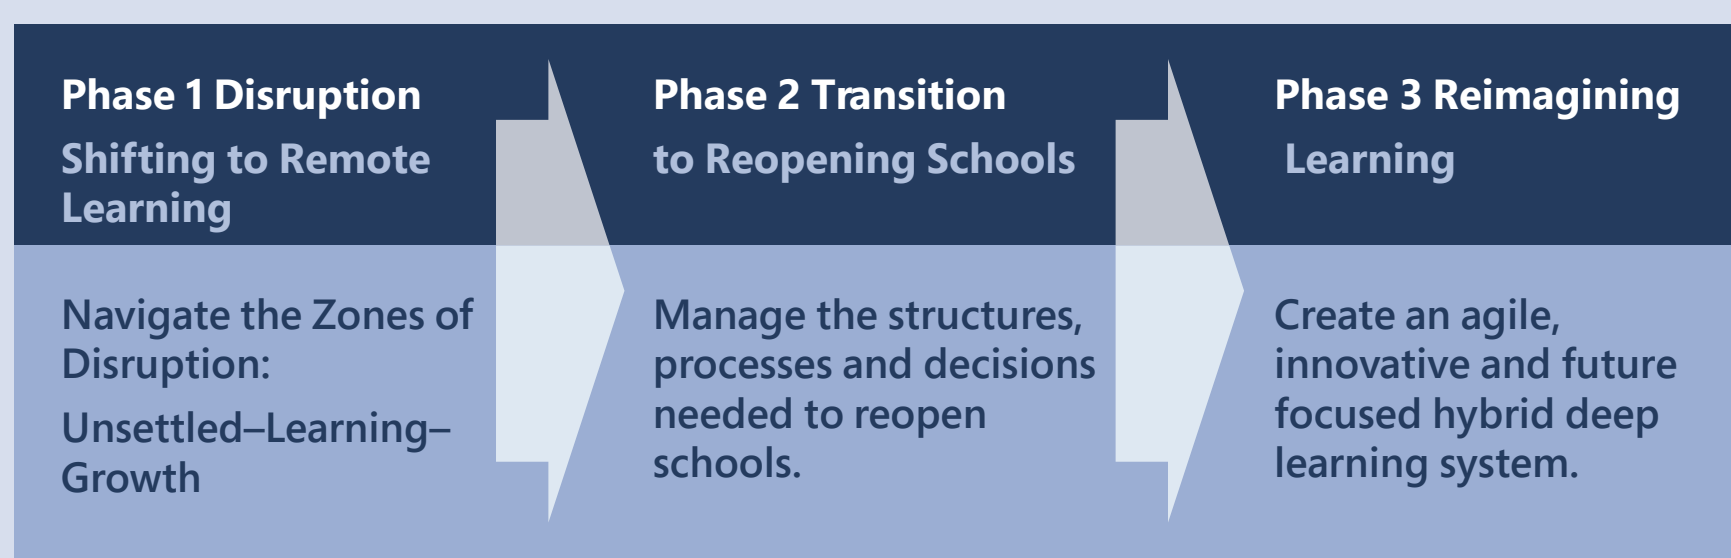 Phase 1 Disruption
Shifting to Remote
Learning
Navigate the Zones of
Disruption:
Unsettled–Learning–
Growth
Phase 2 Transition
to Reopening Schools
Manage the structures,
processes and decisions
needed to reopen
schools.
Phase 3 Reimagining
Learning
Create an agile,
innovative and future
focused hybrid deep
learning system.